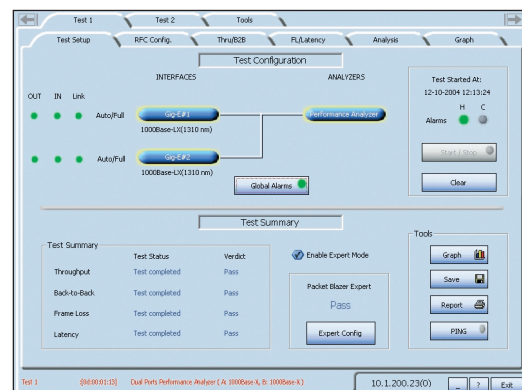 Test 1 Test 2 Tools
Test Setup RFC Config. Thru/B2B FL/Latency Analysis Graph
Test Configuration
INTERFACES ANALYZERS
OUT IN Link
Auto/Full Gig-E#1 Performance Analyzer
1000Base-LX(1310 nm)
Auto/Full Gig-E#2
1000Base-LX(1310 nm)
Global Alarms
Test Started At:
12-10-2004 12:13:24
H C
Alarms
Start / Stop
Clear
Test Summary
Test Summary
Test Status Verdict
Throughput Test completed Pass
Back-to-Back Test completed Pass
Frame Loss Test completed Pass
Latency Test completed Pass
Enable Expert Mode
Packet Blazer Expert
Pass
Expert Config
Tools
Graph
Save
Report
PING
Test 1 [0d:00:01:13] Dual Ports Performance Analyzer ( A: 1000Base-X, B: 1000Base-X ) 10.1.200.23(0) _ ? Exit